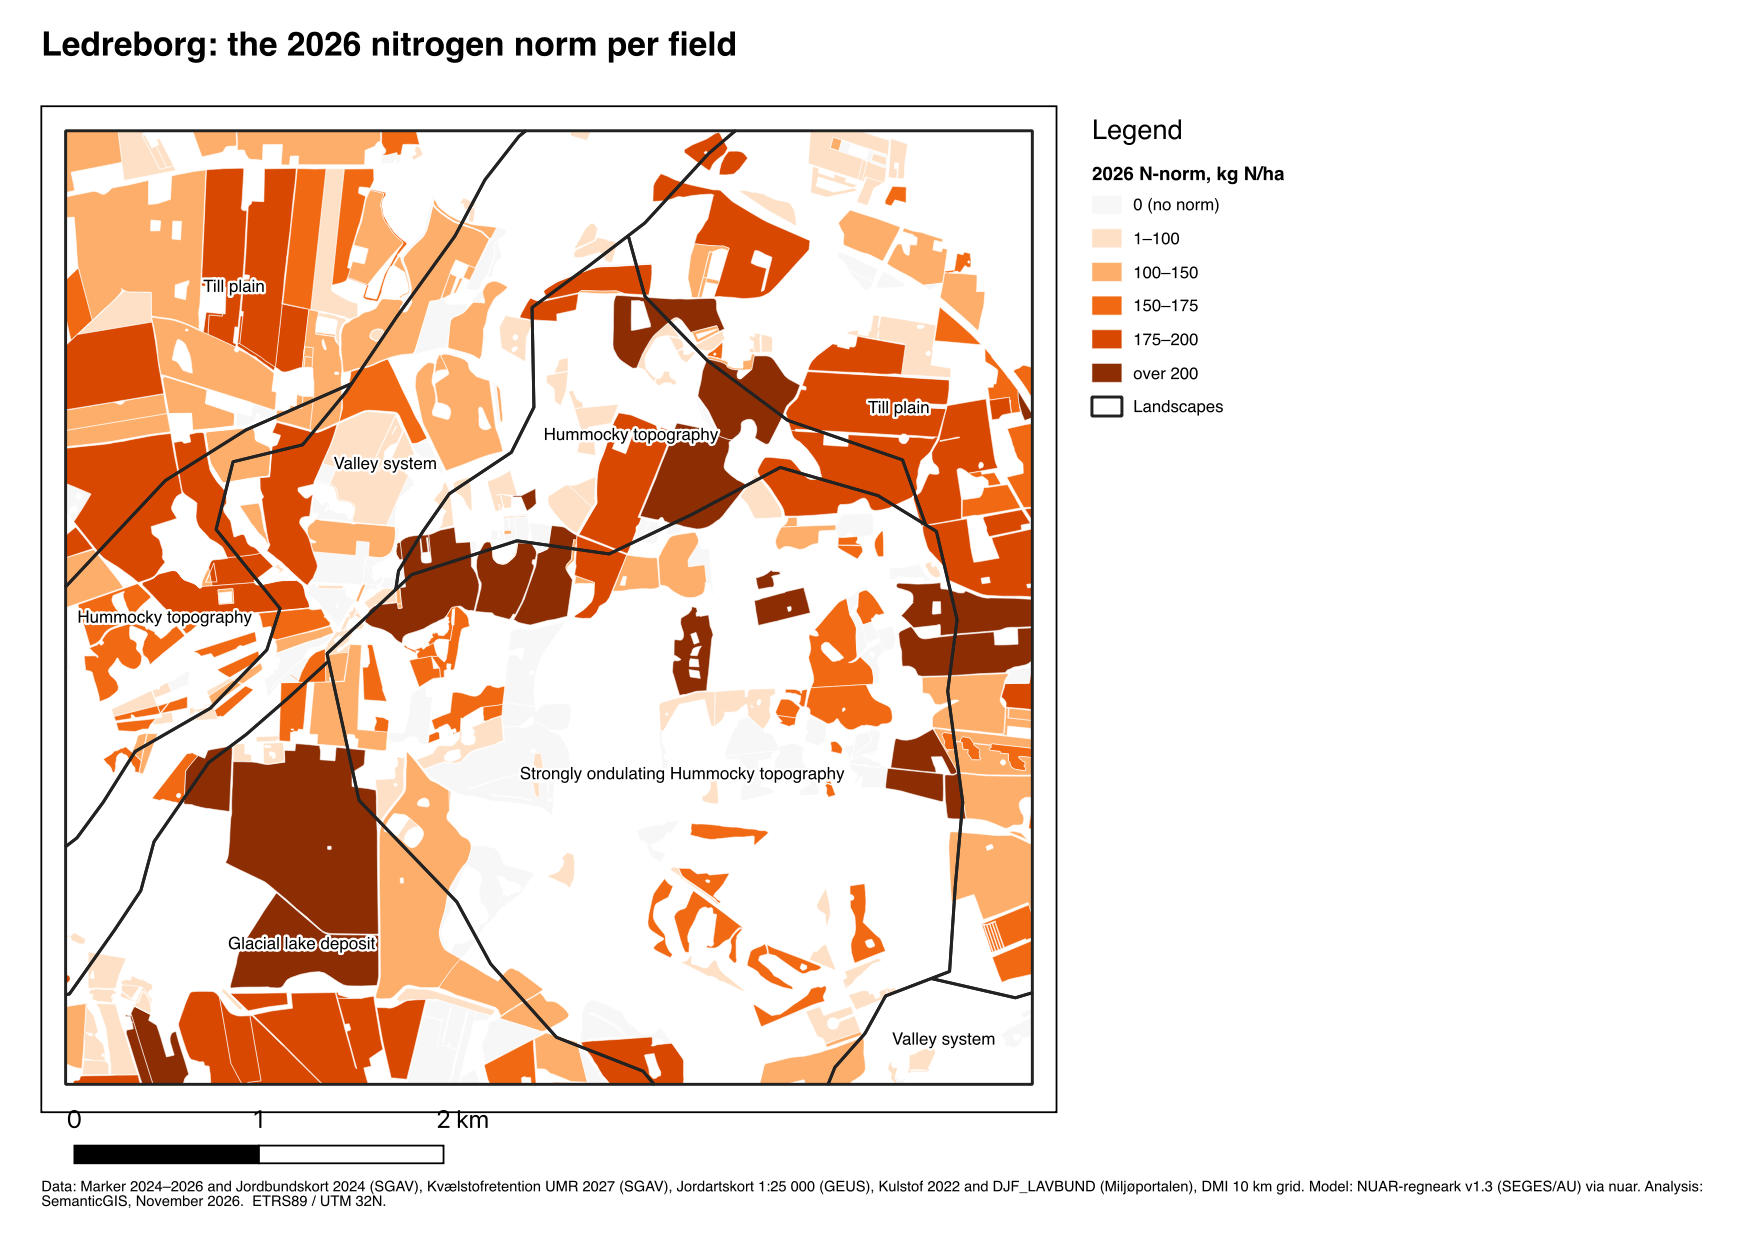 Ledreborg: the 2026 nitrogen norm per field
Legend
2026 N-norm, kg N/ha
0 (no norm)
1–100
100–150
150–175
175–200
over 200
Landscapes
Till plain
Till plain
Hummocky topography
Valley system
Hummocky topography
Strongly ondulating Hummocky topography
Glacial lake deposit
Valley system
0 1 2 km
Data: Marker 2024–2026 and Jordbundskort 2024 (SGAV), Kvælstofretention UMR 2027 (SGAV), Jordartskort 1:25 000 (GEUS), Kulstof 2022 and DJF_LAVBUND (Miljøportalen), DMI 10 km grid. Model: NUAR-regneark v1.3 (SEGES/AU) via nuar. Analysis:
SemanticGIS, November 2026. ETRS89 / UTM 32N.